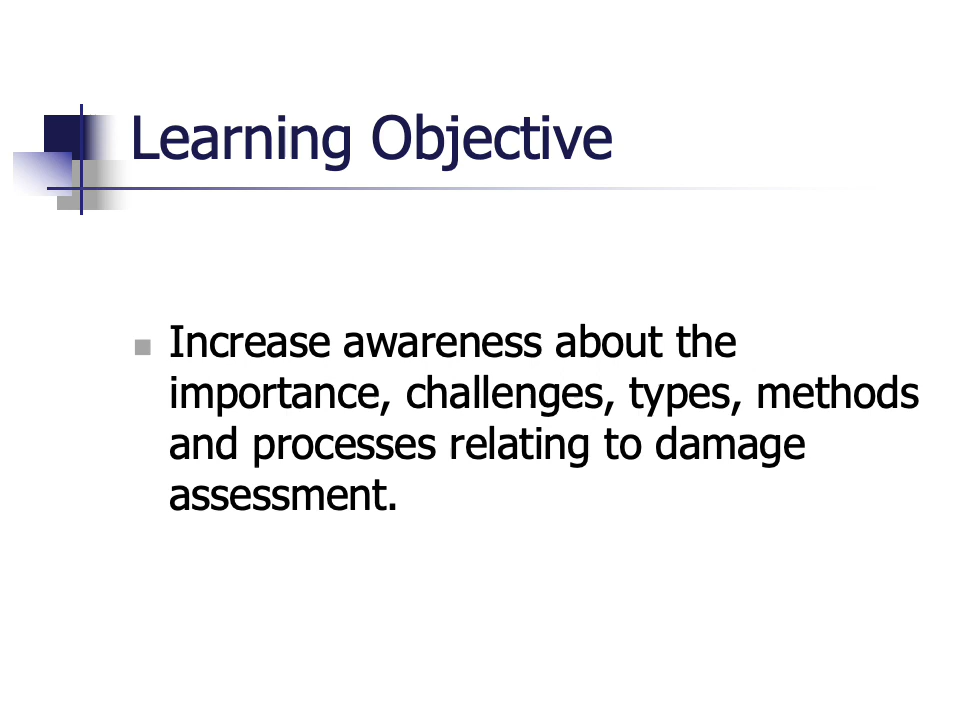 Learning Objective
Increase awareness about the
importance, challenges, types, methods
and processes relating to damage
assessment.